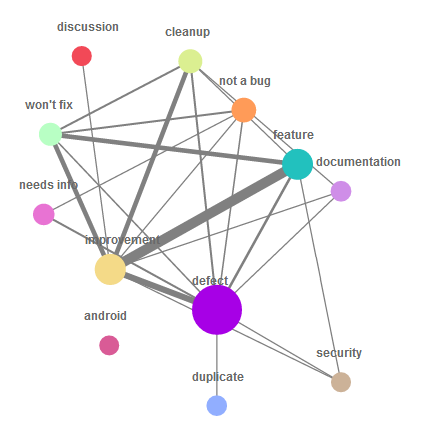 discussion
cleanup
not a bug
won't fix
feature
documentation
needs info
improvement
defect
android
security
duplicate